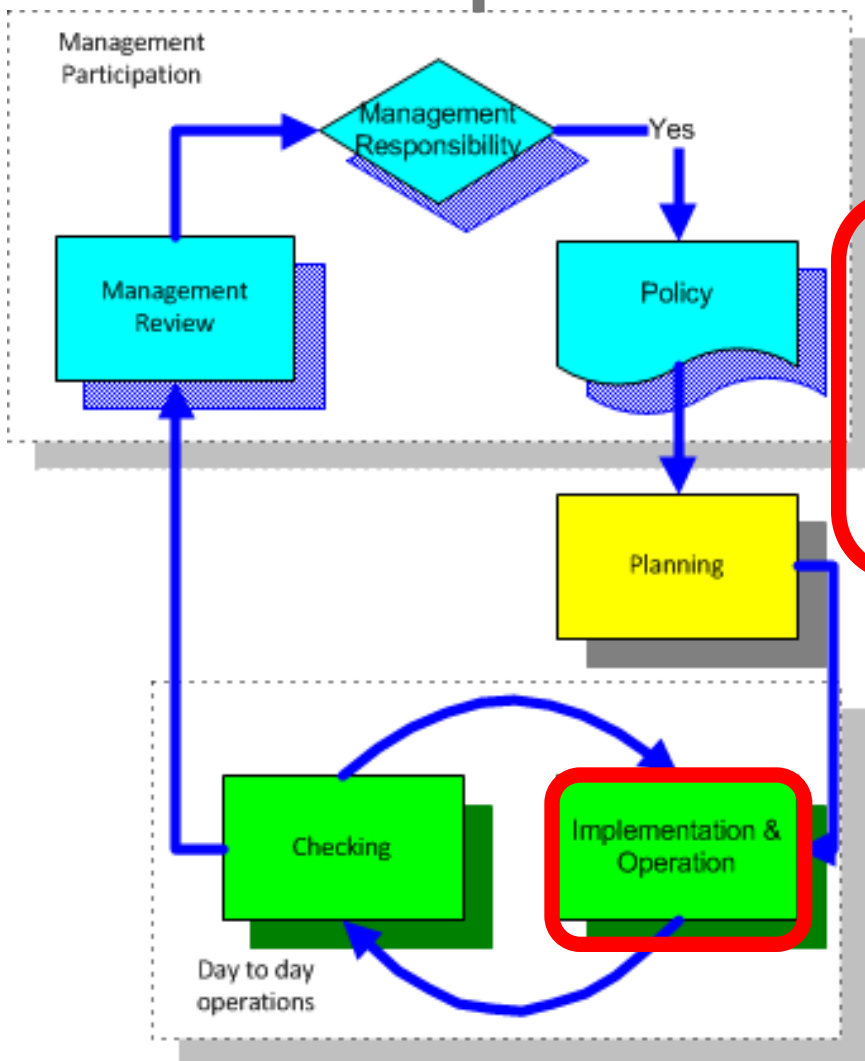 Management
Participation
Management
Responsibility
Yes
Management
Review
Policy
Planning
Checking
Implementation &
Operation
Day to day
operations